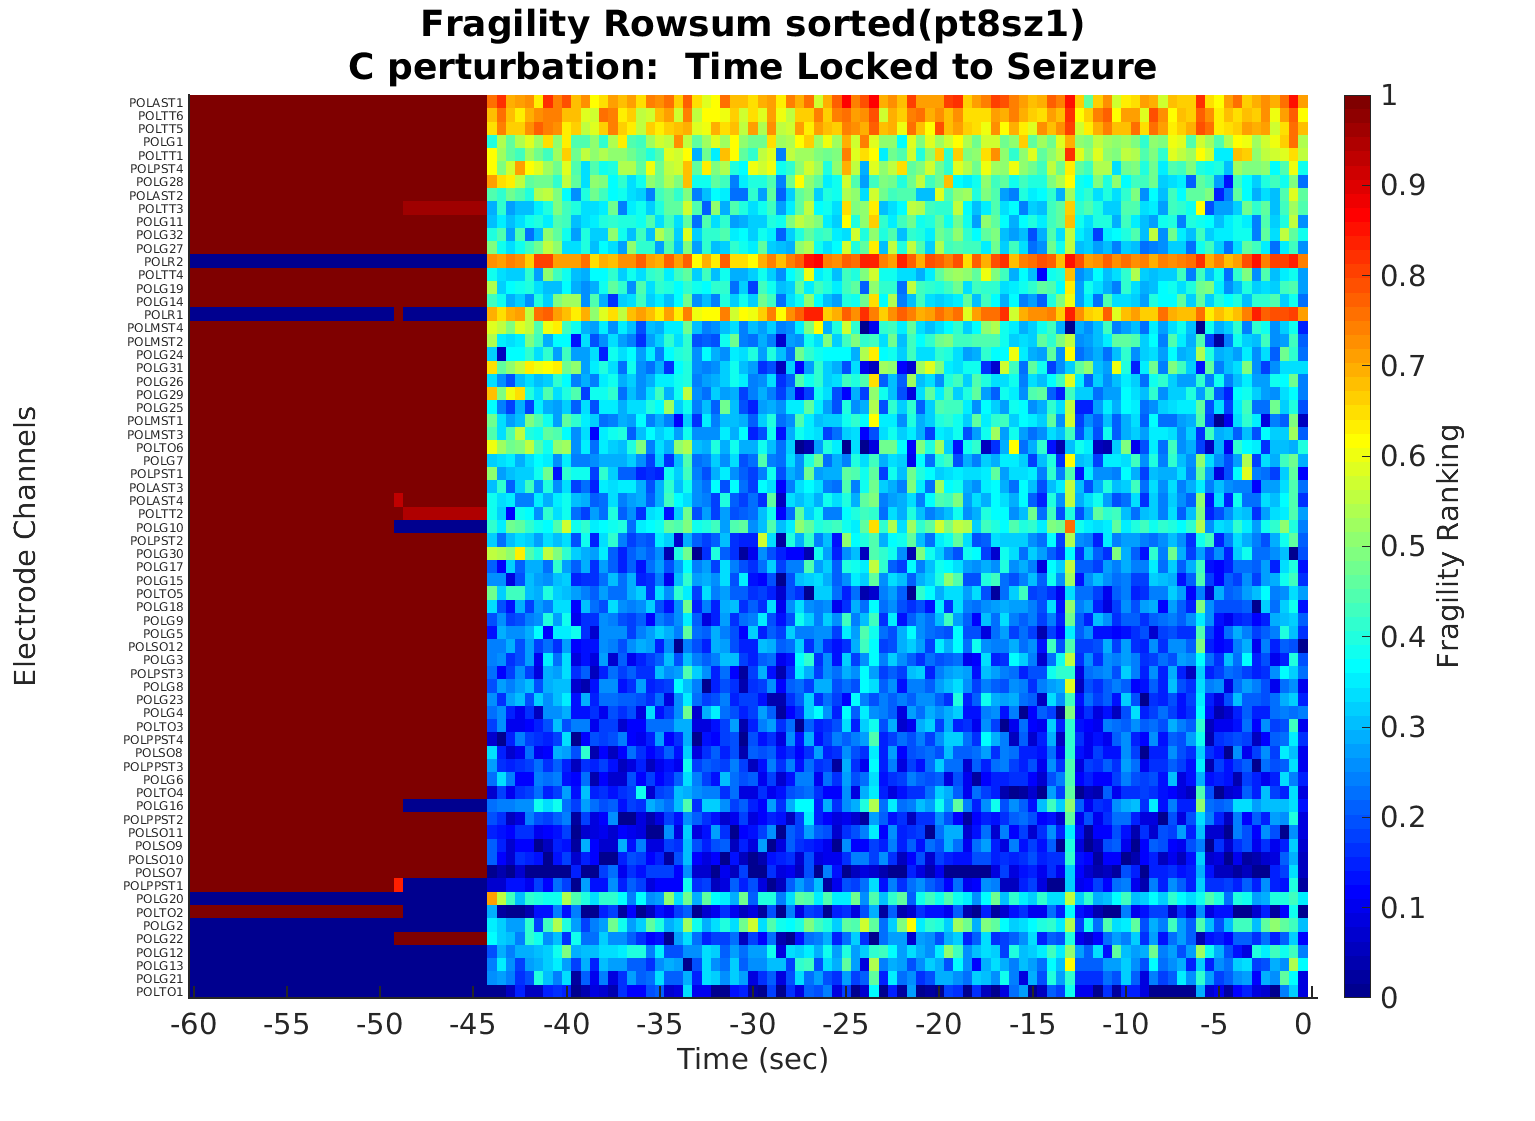 Fragility Rowsum sorted(pt8sz1)
C perturbation:  Time Locked to Seizure
Electrode Channels
POLAST1
POLTT6
POLTT5
POLG1
POLTT1
POLPST4
POLG28
POLAST2
POLTT3
POLG11
POLG32
POLG27
POLR2
POLTT4
POLG19
POLG14
POLR1
POLMST4
POLMST2
POLG24
POLG31
POLG26
POLG29
POLG25
POLMST1
POLMST3
POLTO6
POLG7
POLPST1
POLAST3
POLAST4
POLTT2
POLG10
POLPST2
POLG30
POLG17
POLG15
POLTO5
POLG18
POLG9
POLG5
POLSO12
POLG3
POLPST3
POLG8
POLG23
POLG4
POLTO3
POLPPST4
POLSO8
POLPPST3
POLG6
POLTO4
POLG16
POLPPST2
POLSO11
POLSO9
POLSO10
POLSO7
POLPPST1
POLG20
POLTO2
POLG2
POLG22
POLG12
POLG13
POLG21
POLTO1
-60 -55 -50 -45 -40 -35 -30 -25 -20 -15 -10 -5 0
Time (sec)
1
0.9
0.8
0.7
0.6
0.5
0.4
0.3
0.2
0.1
0
Fragility Ranking